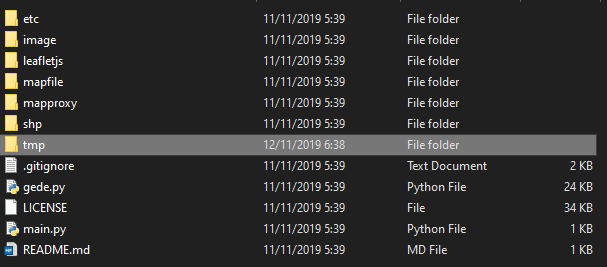 etc 11/11/2019 5:39 File folder
image 11/11/2019 5:39 File folder
leafletjs 11/11/2019 5:39 File folder
mapfile 11/11/2019 5:39 File folder
mapproxy 11/11/2019 5:39 File folder
shp 11/11/2019 5:39 File folder
tmp 12/11/2019 6:38 File folder
.gitignore 11/11/2019 5:39 Text Document 2 KB
gede.py 11/11/2019 5:39 Python File 24 KB
LICENSE 11/11/2019 5:39 File 34 KB
main.py 11/11/2019 5:39 Python File 1 KB
README.md 11/11/2019 5:39 MD File 1 KB